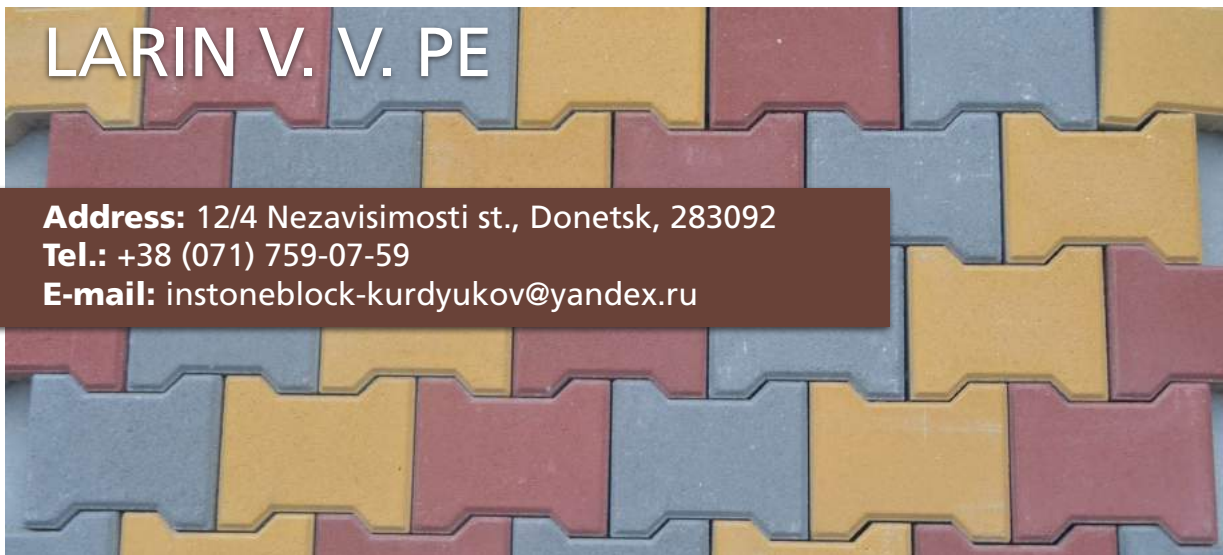 LARIN V. V. PE
Address: 12/4 Nezavisimosti st., Donetsk, 283092
Tel.: +38 (071) 759-07-59
E-mail: instoneblock-kurdyukov@yandex.ru